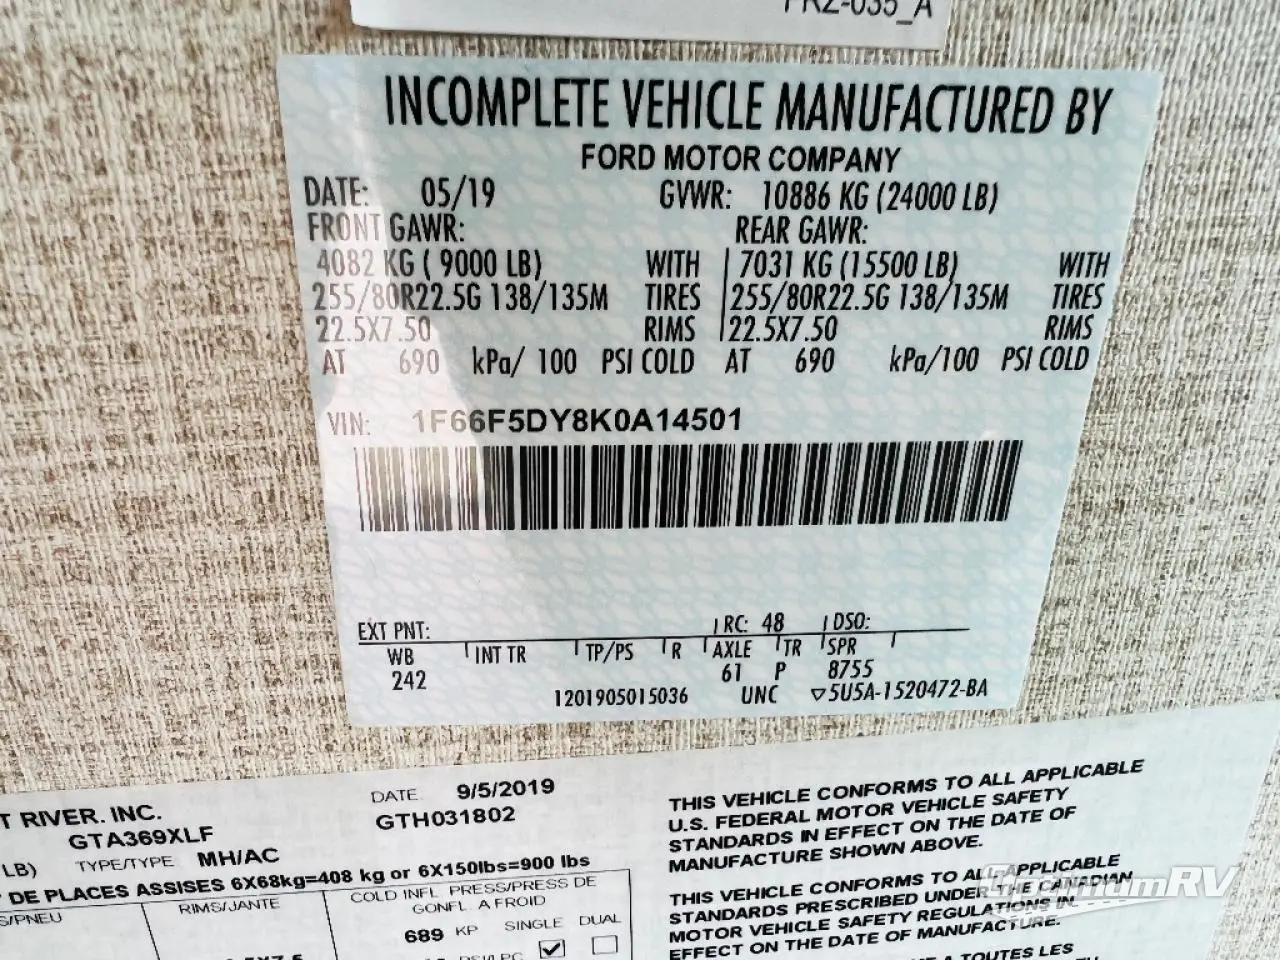 PRZ-035_A
INCOMPLETE VEHICLE MANUFACTURED BY
FORD MOTOR COMPANY
DATE: 05/19 GVWR: 10886 KG (24000 LB)
FRONT GAWR: REAR GAWR:
4082 KG ( 9000 LB) WITH 7031 KG (15500 LB) WITH
255/80R22.5G 138/135M TIRES 255/80R22.5G 138/135M TIRES
22.5X7.50 RIMS 22.5X7.50 RIMS
AT 690 kPa/ 100 PSI COLD AT 690 kPa/100 PSI COLD
VIN: 1F66F5DY8K0A14501
EXT PNT: RC: 48 DSO:
WB INT TR TP/PS R AXLE TR SPR
242 61 P 8755
1201905015036 UNC ▽5U5A-1520472-BA
T RIVER, INC. DATE 9/5/2019
GTA369XLF GTH031802
LB) TYPE/TYPE MH/AC
DE PLACES ASSISES 6X68kg=408 kg or 6X150lbs=900 lbs
S/PNEU RIMS/JANTE COLD INFL. PRESS/PRESS DE
GONFL. A FROID
689 KP SINGLE DUAL
THIS VEHICLE CONFORMS TO ALL APPLICABLE
U.S. FEDERAL MOTOR VEHICLE SAFETY
STANDARDS IN EFFECT ON THE DATE OF
MANUFACTURE SHOWN ABOVE.
THIS VEHICLE CONFORMS TO ALL APPLICABLE
STANDARDS PRESCRIBED UNDER THE CANADIAN
MOTOR VEHICLE SAFETY REGULATIONS IN
EFFECT ON THE DATE OF MANUFACTURE.
A TOUTES LES